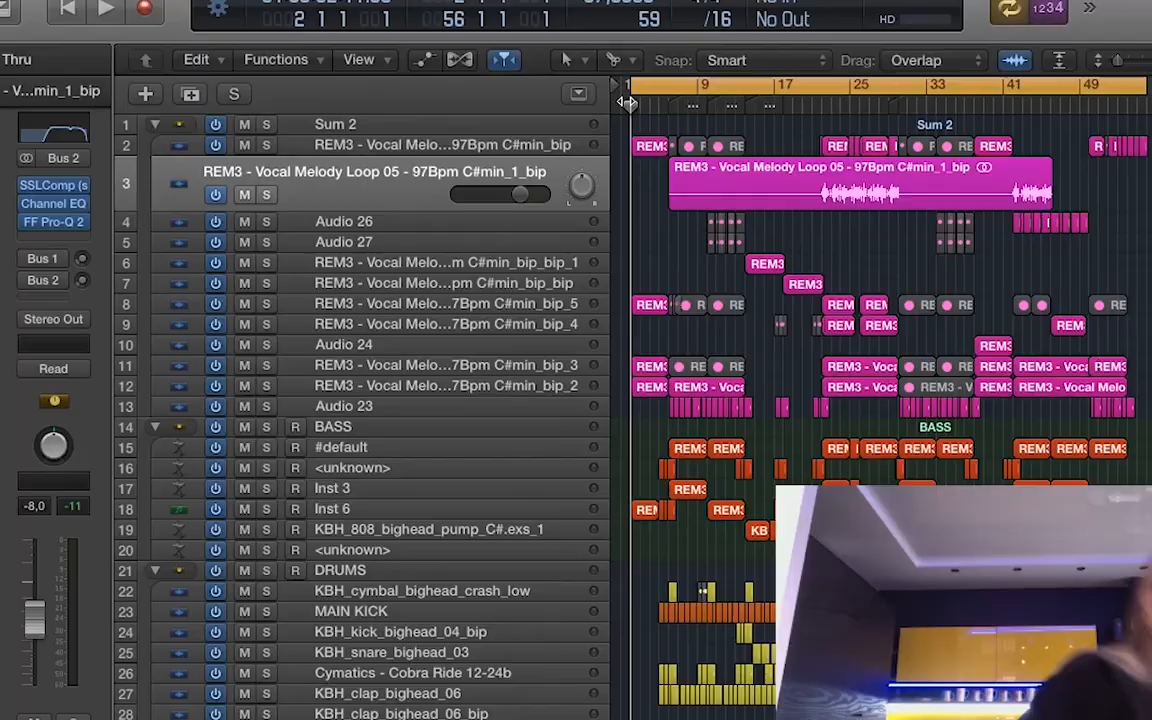 1234
2 1 1 1
56 1 1 1
59
/16
No Out
HD
Thru
Edit Functions View Snap: Smart Drag: Overlap
- V...min_1_bip
S
1 9 17 25 33 41 49
Bus 2
SSLComp (s
Channel EQ
FF Pro-Q 2
Bus 1
Bus 2
Stereo Out
Read
-8,0 -11
1 M S Sum 2 Sum 2
2 M S REM3 - Vocal Melody...97Bpm C#min_bip
3 REM3 - Vocal Melody Loop 05 - 97Bpm C#min_1_bip
M S L R
REM3 - Vocal Melody Loop 05 - 97Bpm C#min_1_bip
4 M S Audio 26
5 M S Audio 27
6 M S REM3 - Vocal Melo...m C#min_bip_bip_1 REM3
7 M S REM3 - Vocal Melo...pm C#min_bip_bip REM3
8 M S REM3 - Vocal Melo...7Bpm C#min_bip_5
9 M S REM3 - Vocal Melo...7Bpm C#min_bip_4
10 M S Audio 24 REM3
11 M S REM3 - Vocal Melo...7Bpm C#min_bip_3
12 M S REM3 - Vocal Melo...7Bpm C#min_bip_2
13 M S Audio 23
14 M S R BASS BASS
15 M S R #default
16 M S R <unknown>
17 M S R Inst 3 REM3
18 M S R Inst 6
19 M S R KBH_808_bighead_pump_C#.exs_1 KB
20 M S R <unknown>
21 M S R DRUMS
22 M S KBH_cymbal_bighead_crash_low
23 M S MAIN KICK
24 M S KBH_kick_bighead_04_bip
25 M S KBH_snare_bighead_03
26 M S Cymatics - Cobra Ride 12-24b
27 M S KBH_clap_bighead_06
28 M S KBH_clap_bighead_06_bip